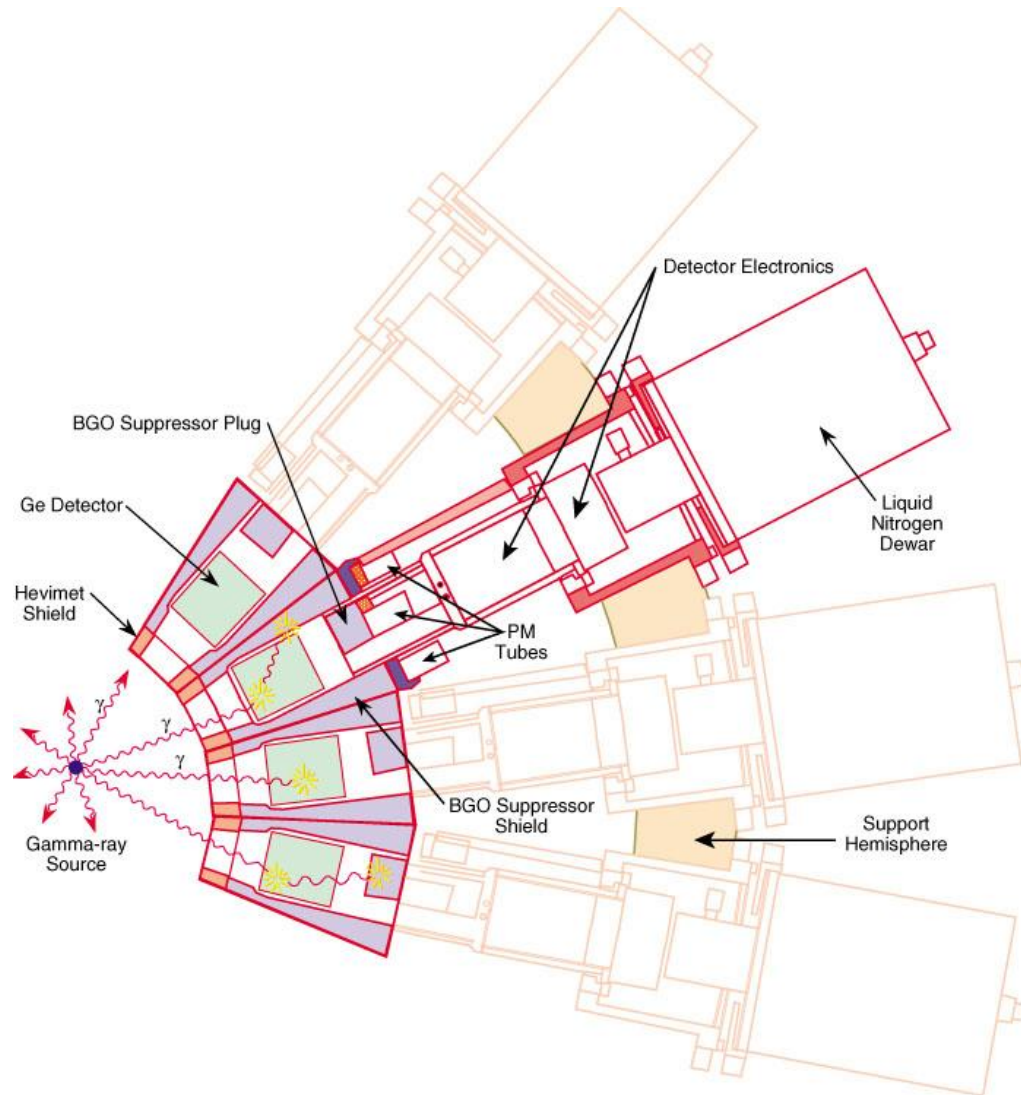 Detector Electronics
BGO Suppressor Plug
Ge Detector
Liquid
Nitrogen
Dewar
Hevimet
Shield
PM
Tubes
γ
γ
γ
BGO Suppressor
Shield
Gamma-ray
Source
Support
Hemisphere